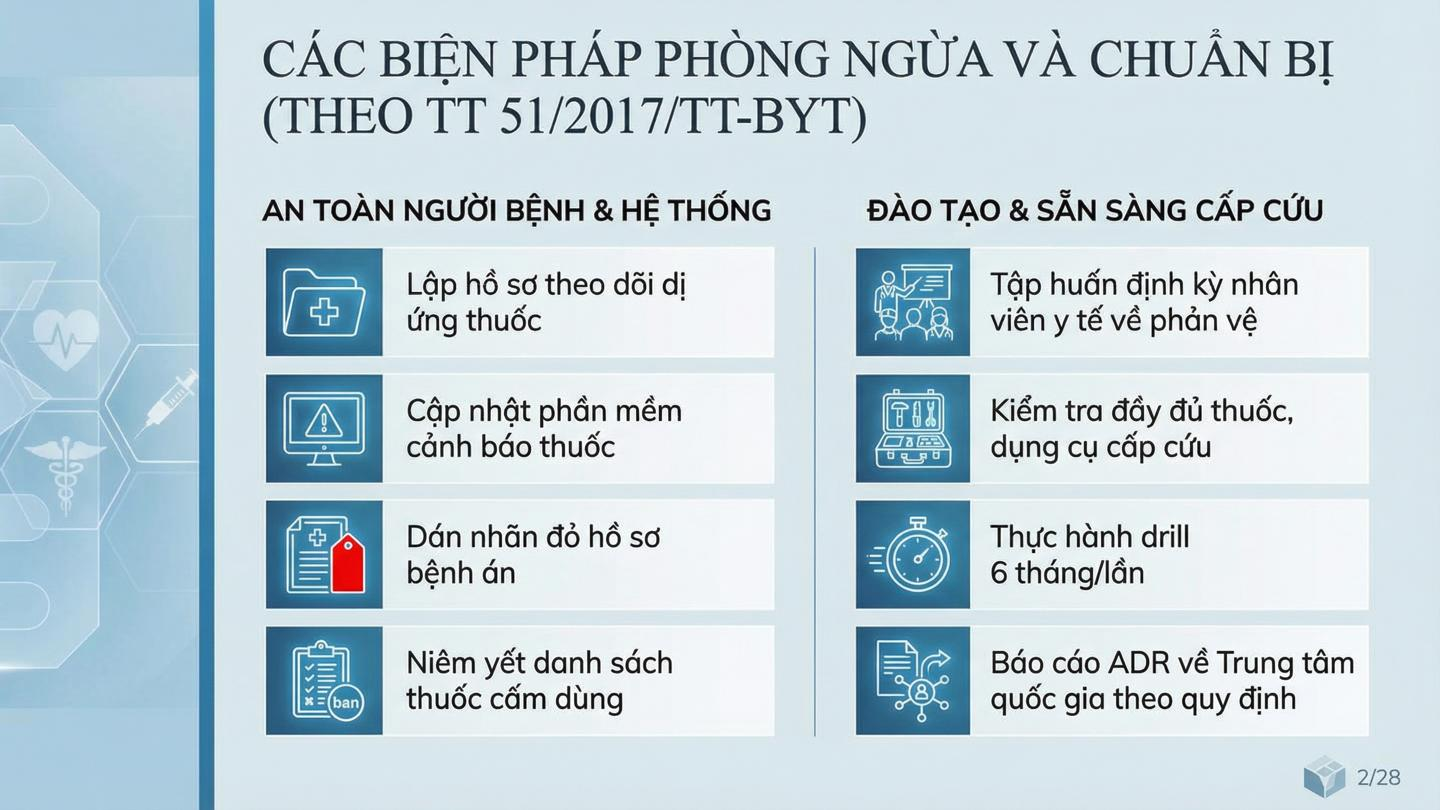 CÁC BIỆN PHÁP PHÒNG NGỪA VÀ CHUẨN BỊ
(THEO TT 51/2017/TT-BYT)
AN TOÀN NGƯỜI BỆNH & HỆ THỐNG
Lập hồ sơ theo dõi dị
ứng thuốc
Cập nhật phần mềm
cảnh báo thuốc
Dán nhãn đỏ hồ sơ
bệnh án
ban
Niêm yết danh sách
thuốc cấm dùng
ĐÀO TẠO & SẴN SÀNG CẤP CỨU
Tập huấn định kỳ nhân
viên y tế về phản vệ
Kiểm tra đầy đủ thuốc,
dụng cụ cấp cứu
Thực hành drill
6 tháng/lần
Báo cáo ADR về Trung tâm
quốc gia theo quy định
2/28